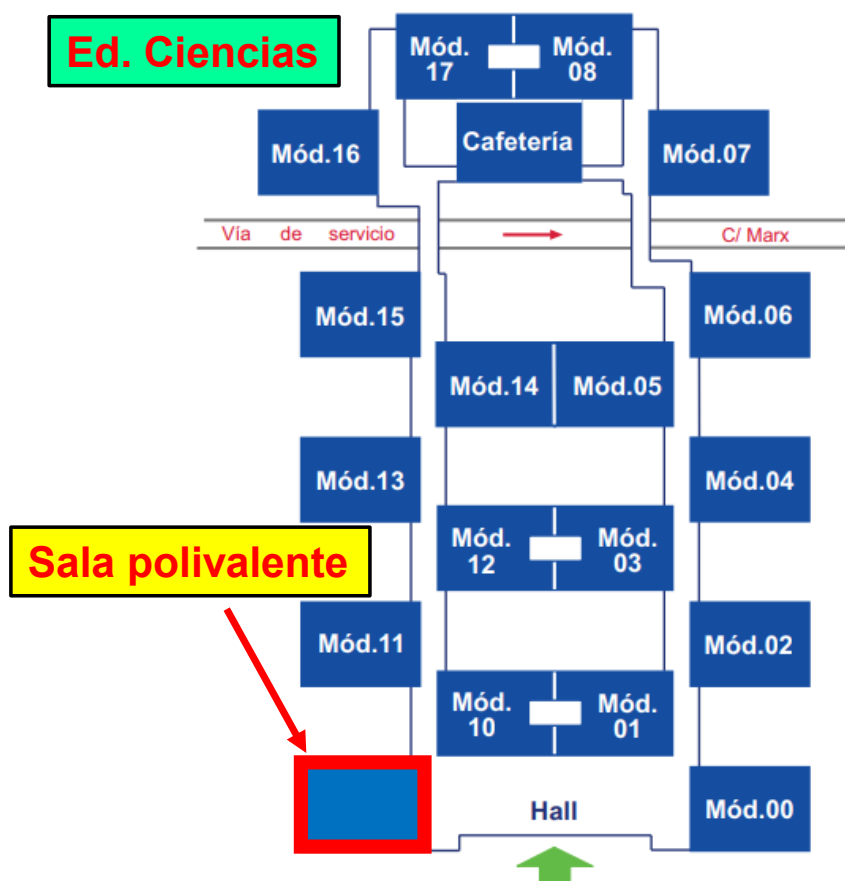 Ed. Ciencias
Mód.
17
Mód.
08
Mód.16
Cafetería
Mód.07
Vía de servicio
C/ Marx
Mód.15
Mód.06
Mód.14
Mód.05
Mód.13
Mód.04
Sala polivalente
Mód.
12
Mód.
03
Mód.11
Mód.02
Mód.
10
Mód.
01
Hall
Mód.00